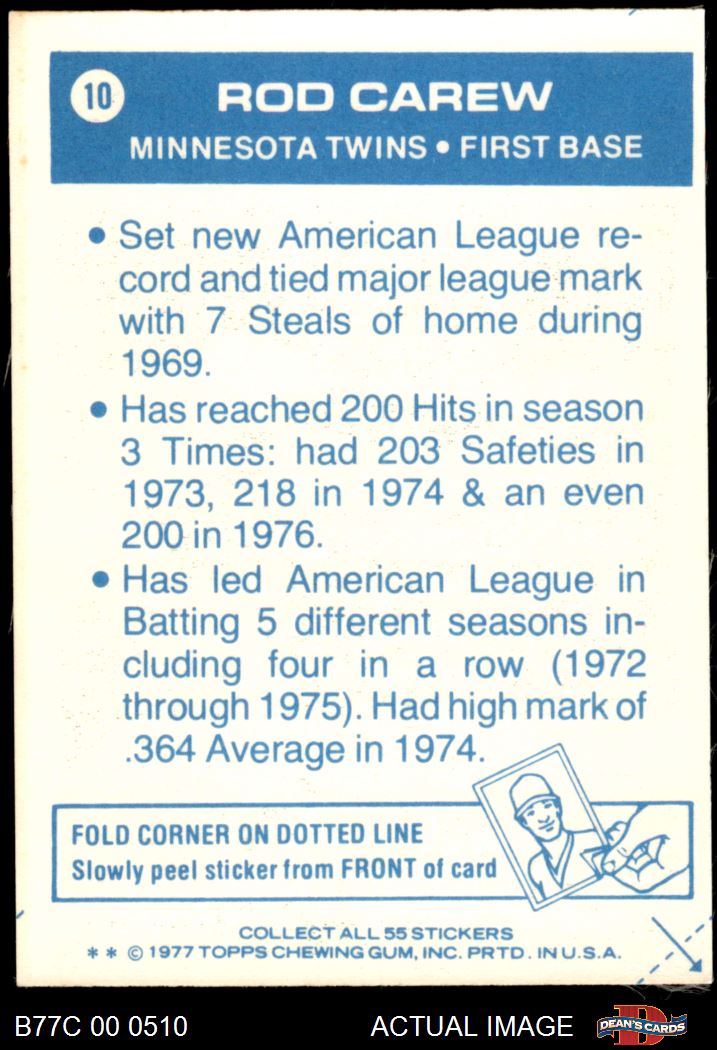 10
ROD CAREW
MINNESOTA TWINS • FIRST BASE
• Set new American League re-
cord and tied major league mark
with 7 Steals of home during
1969.
• Has reached 200 Hits in season
3 Times: had 203 Safeties in
1973, 218 in 1974 & an even
200 in 1976.
• Has led American League in
Batting 5 different seasons in-
cluding four in a row (1972
through 1975). Had high mark of
.364 Average in 1974.
FOLD CORNER ON DOTTED LINE
Slowly peel sticker from FRONT of card
COLLECT ALL 55 STICKERS
* * © 1977 TOPPS CHEWING GUM, INC. PRTD. IN U.S.A.
B77C 00 0510
ACTUAL IMAGE
D
DEAN'S CARDS